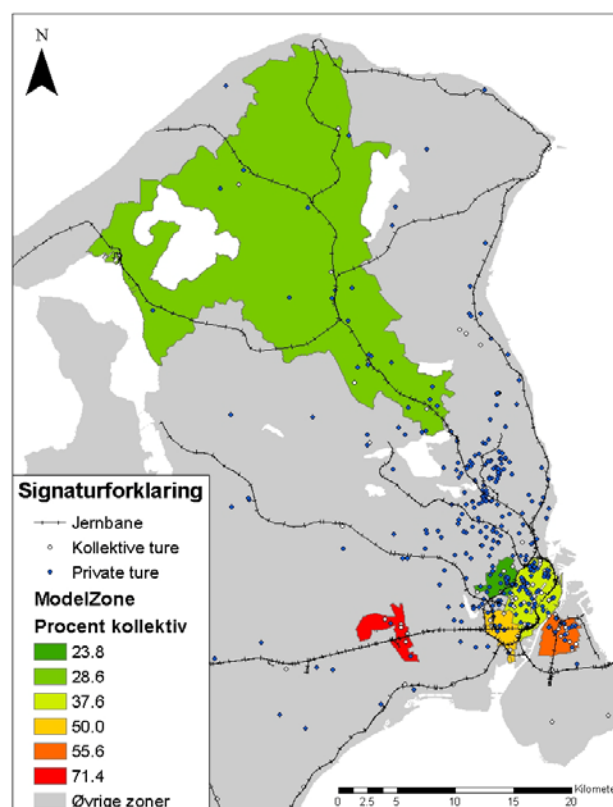 N
Signaturforklaring
Jernbane
Kollektive ture
Private ture
ModelZone
Procent kollektiv
23.8
28.6
37.6
50.0
55.6
71.4
Øvrige zoner
Kilomet
0 2.5 5 10 15 20